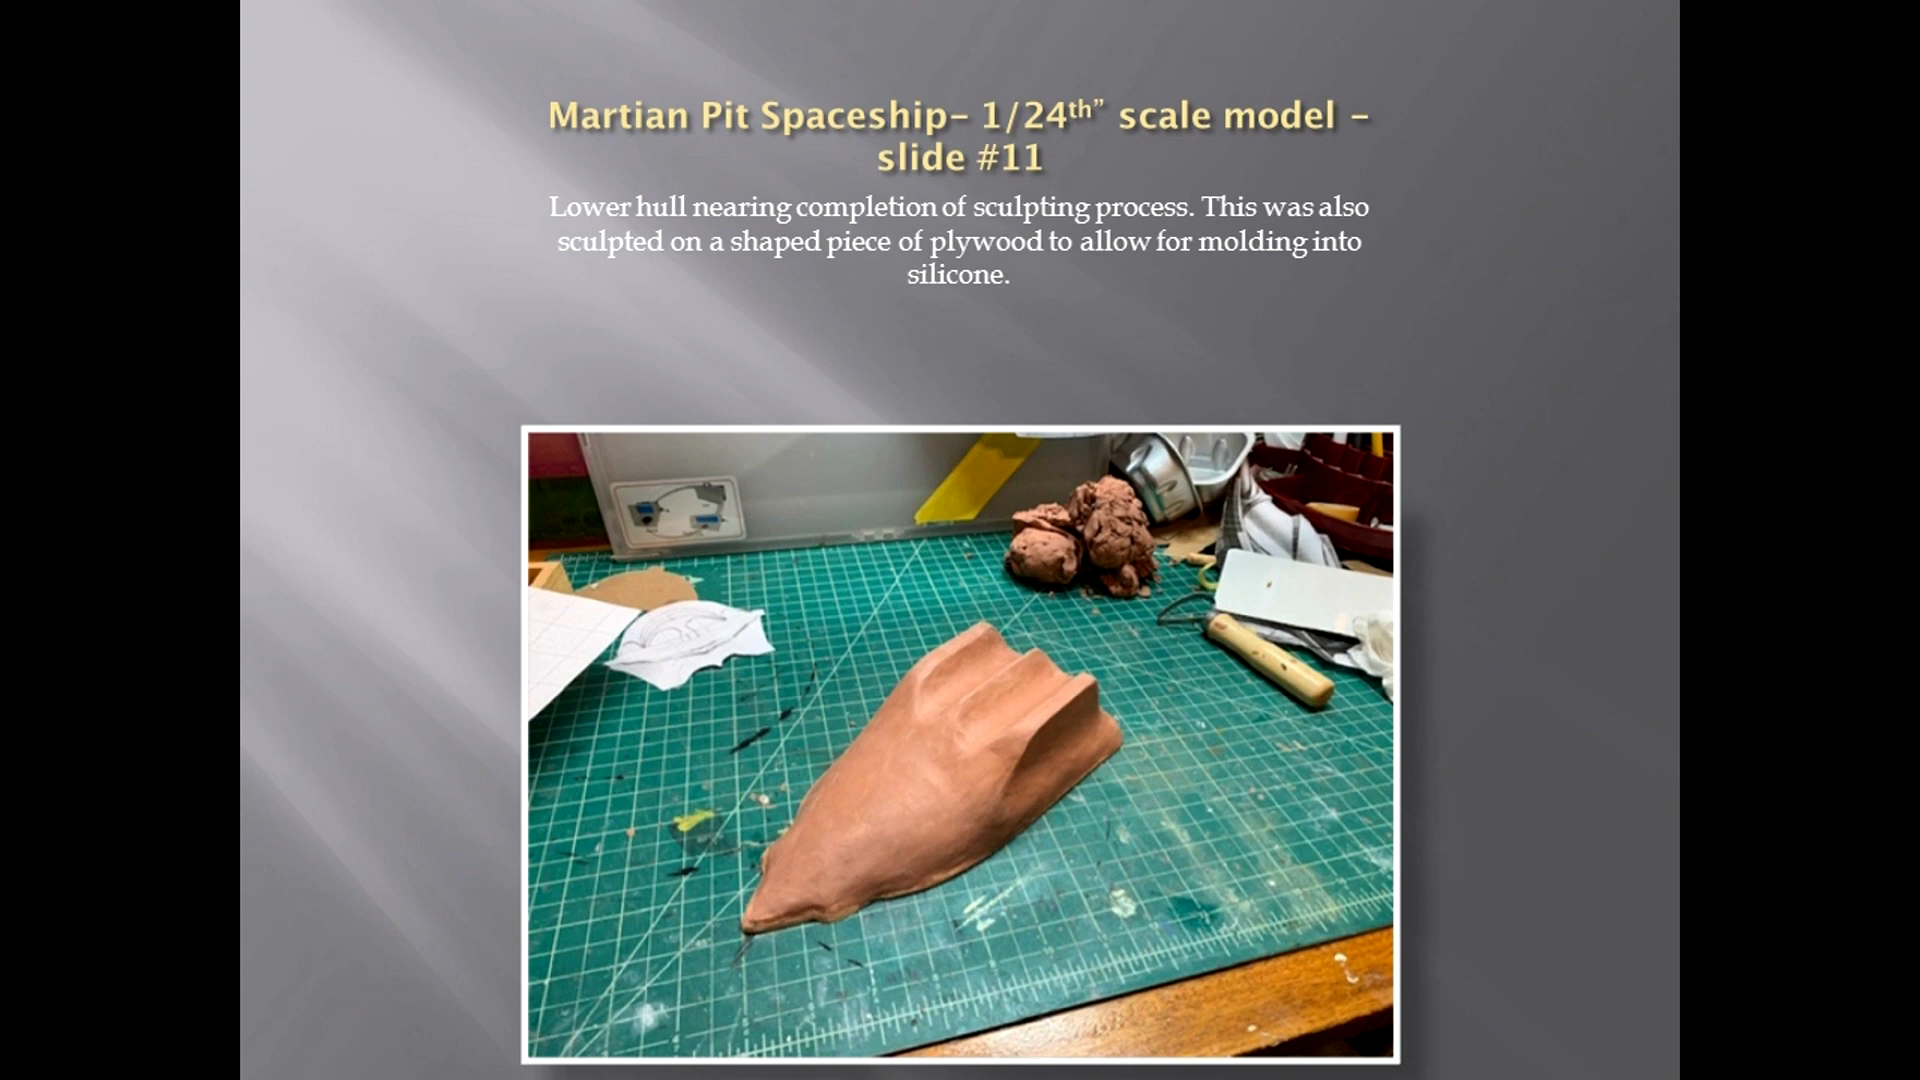 Martian Pit Spaceship– 1/24th” scale model –
slide #11
Lower hull nearing completion of sculpting process. This was also
sculpted on a shaped piece of plywood to allow for molding into
silicone.